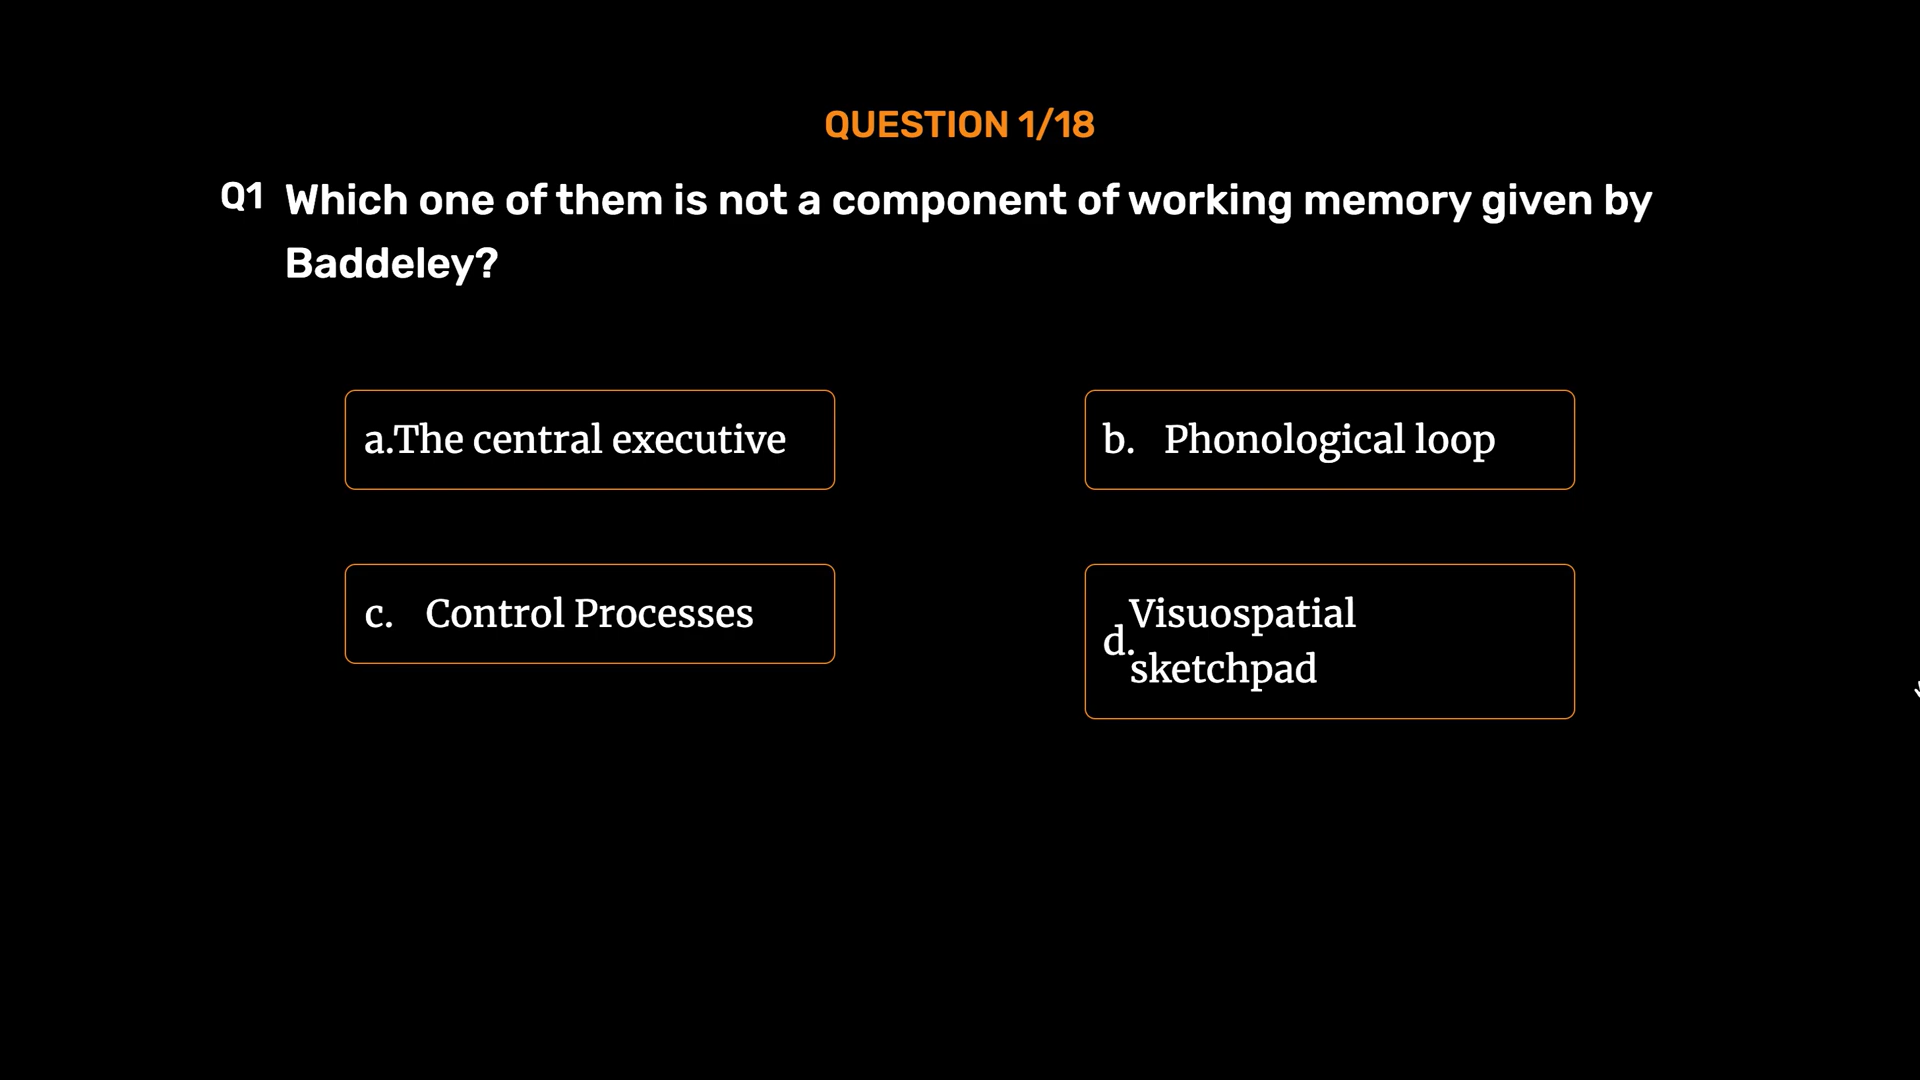 QUESTION 1/18
Q1 Which one of them is not a component of working memory given by
Baddeley?
a.The central executive
b. Phonological loop
c. Control Processes
d.Visuospatial
sketchpad